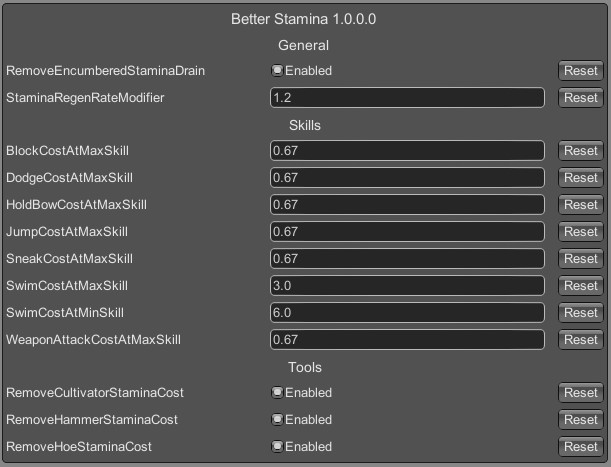 Better Stamina 1.0.0.0
General
RemoveEncumberedStaminaDrain Enabled Reset
StaminaRegenRateModifier 1.2 Reset
Skills
BlockCostAtMaxSkill 0.67 Reset
DodgeCostAtMaxSkill 0.67 Reset
HoldBowCostAtMaxSkill 0.67 Reset
JumpCostAtMaxSkill 0.67 Reset
SneakCostAtMaxSkill 0.67 Reset
SwimCostAtMaxSkill 3.0 Reset
SwimCostAtMinSkill 6.0 Reset
WeaponAttackCostAtMaxSkill 0.67 Reset
Tools
RemoveCultivatorStaminaCost Enabled Reset
RemoveHammerStaminaCost Enabled Reset
RemoveHoeStaminaCost Enabled Reset